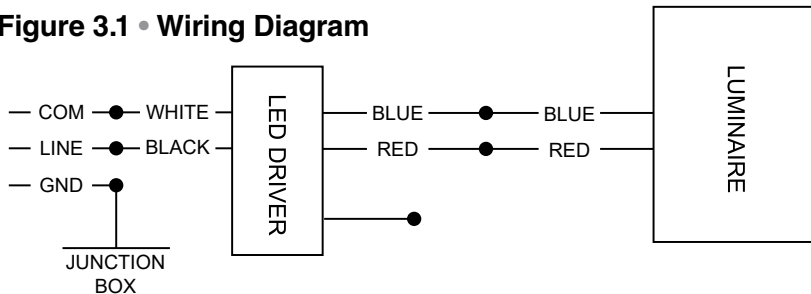 Figure 3.1 • Wiring Diagram
COM WHITE BLUE BLUE
LINE BLACK RED RED
GND
JUNCTION
BOX
LED DRIVER
LUMINAIRE